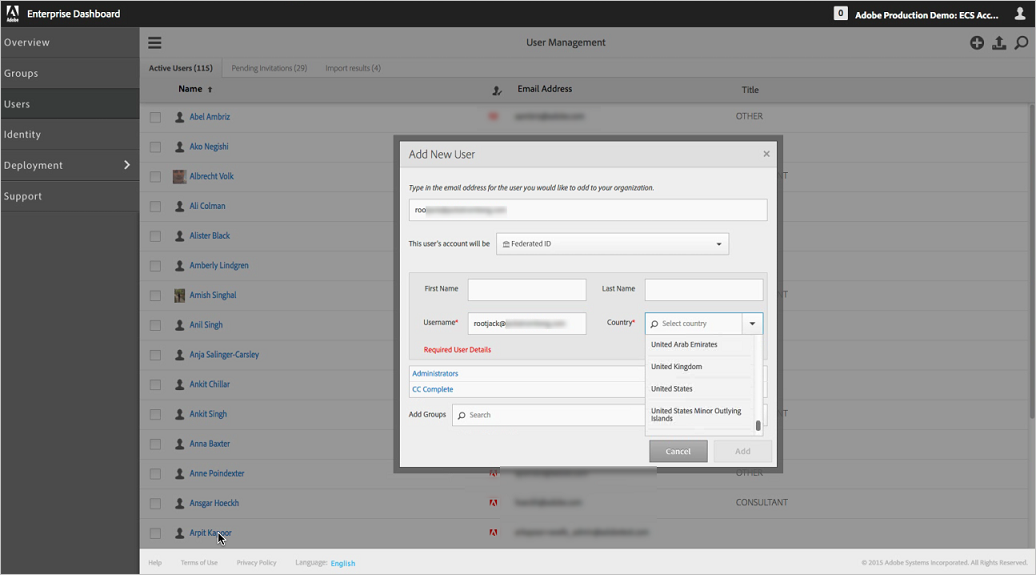 Adobe
Enterprise Dashboard
0
Adobe Production Demo: ECS Acc...
Overview
Groups
Users
Identity
Deployment
Support
User Management
Active Users (115)
Pending Invitations (29)
Import results (4)
Name
Email Address
Title
Abel Ambriz
OTHER
Ako Negishi
Albrecht Volk
Ali Colman
Alister Black
Amberly Lindgren
Amish Singhal
Anil Singh
Anja Salinger-Carsley
Ankit Chillar
Ankit Singh
Anna Baxter
Anne Poindexter
OTHER
Ansgar Hoeckh
CONSULTANT
Arpit Kapoor
Add New User
Type in the email address for the user you would like to add to your organization.
roo
This user's account will be
Federated ID
First Name
Last Name
Username*
rootjack@
Country*
Select country
Required User Details
United Arab Emirates
United Kingdom
United States
United States Minor Outlying
Islands
Administrators
CC Complete
Add Groups
Search
Cancel
Add
Help
Terms of Use
Privacy Policy
Language:
English
© 2015 Adobe Systems Incorporated. All Rights Reserved.